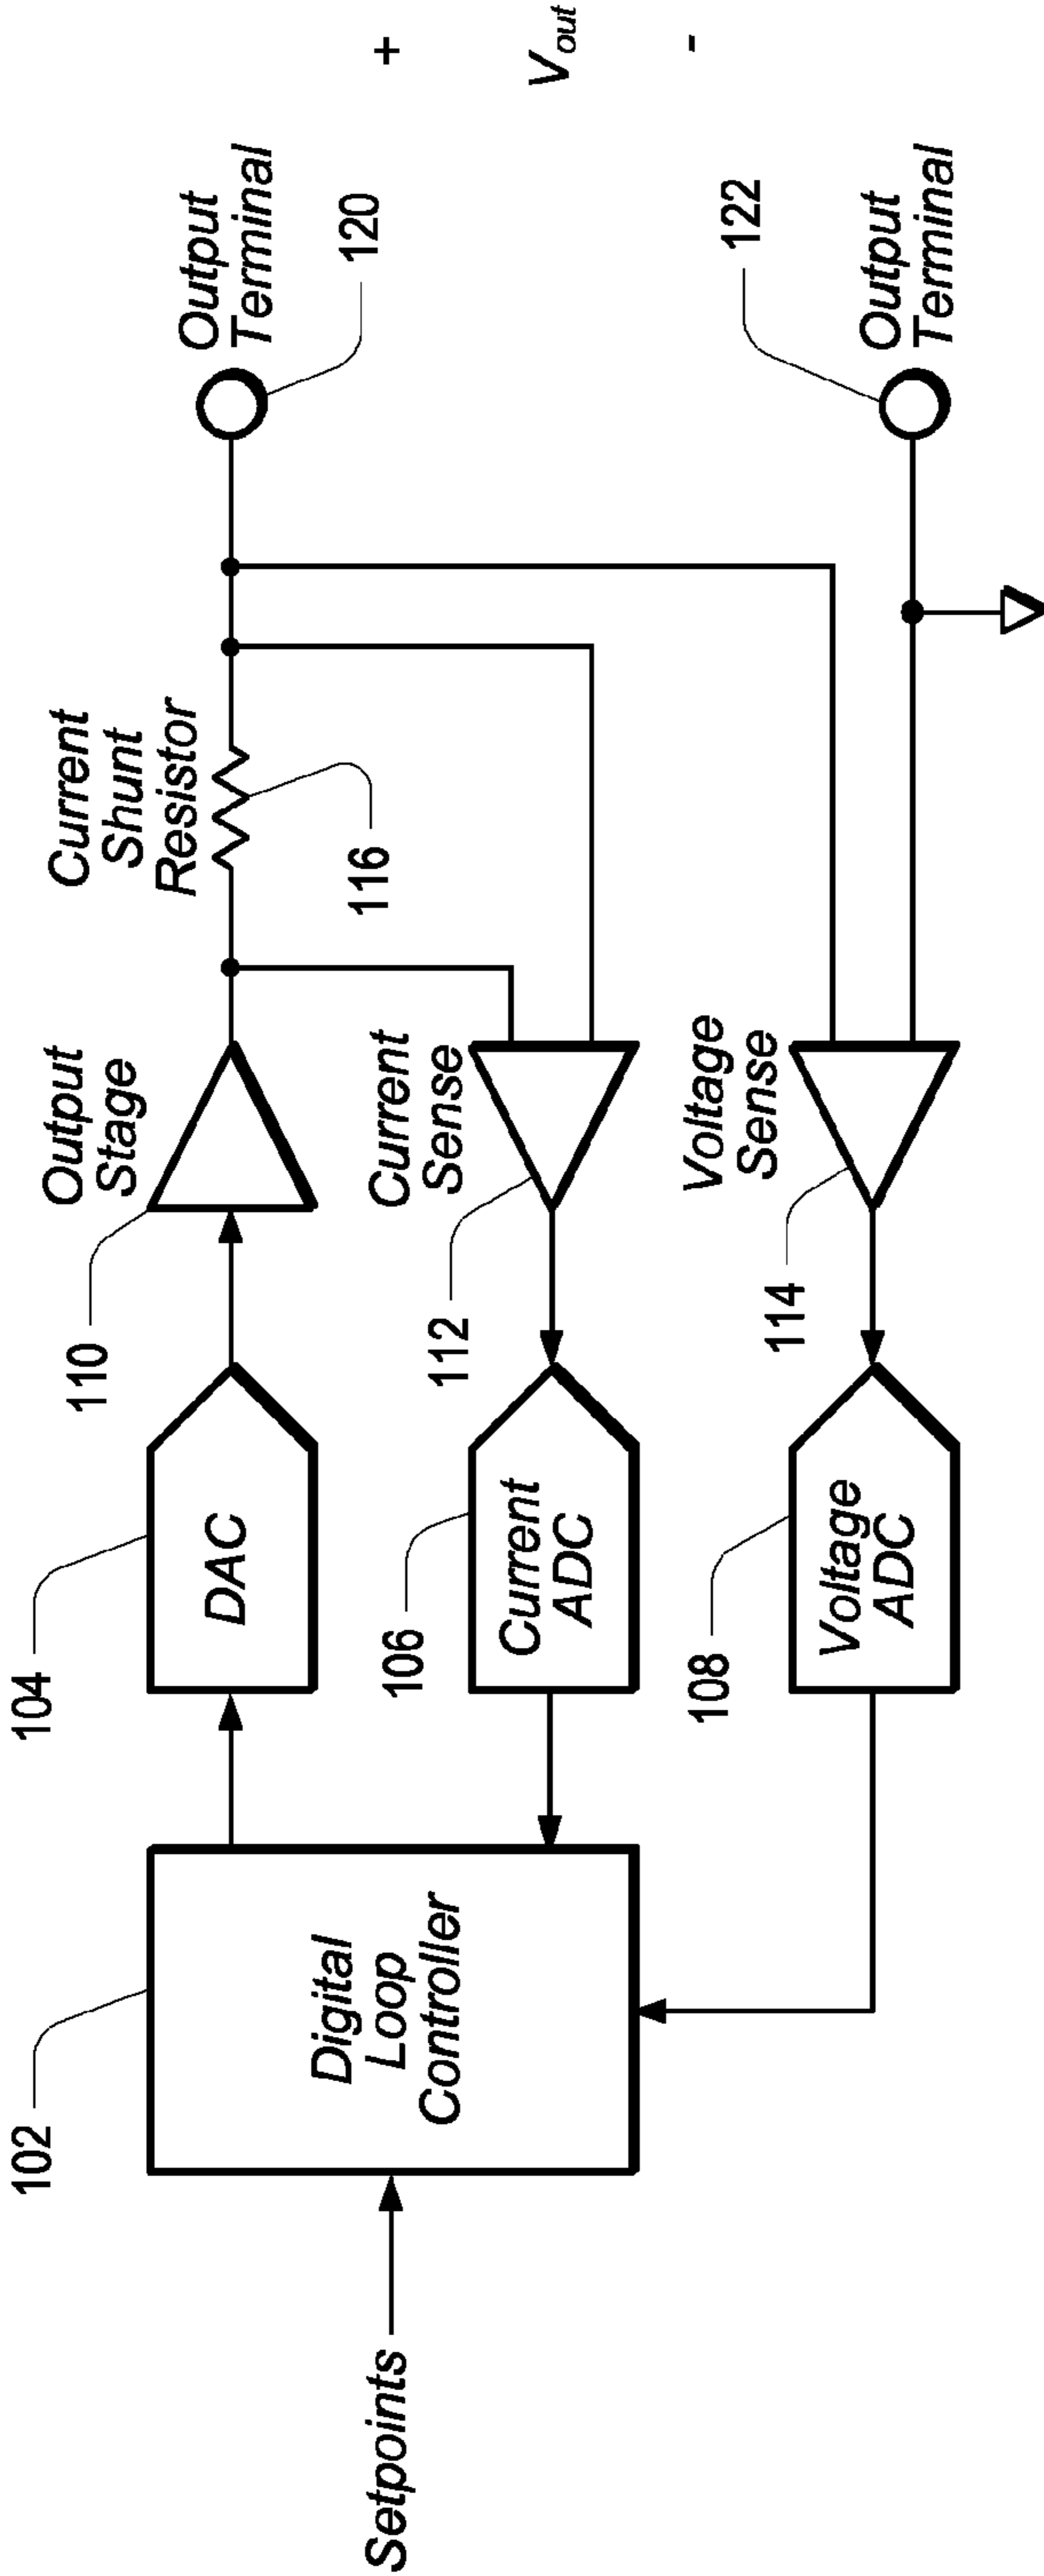 102
Setpoints
Digital
Loop
Controller
104
DAC
110
Output
Stage
Current
Shunt
Resistor
116
Output
Terminal
120
106
Current
ADC
112
Current
Sense
108
Voltage
ADC
114
Voltage
Sense
122
Output
Terminal
+
Vout
-